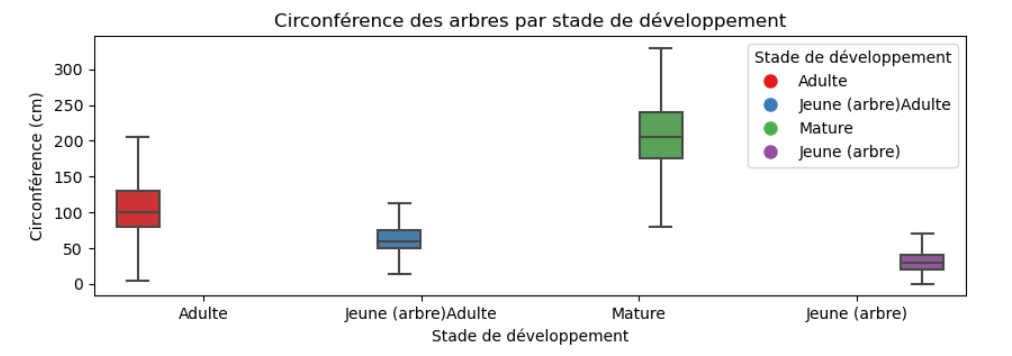 Circonférence des arbres par stade de développement
Circonférence (cm)
300
250
200
150
100
50
0
Stade de développement
Adulte
Jeune (arbre)Adulte
Mature
Jeune (arbre)
Adulte
Jeune (arbre)Adulte
Mature
Jeune (arbre)
Stade de développement